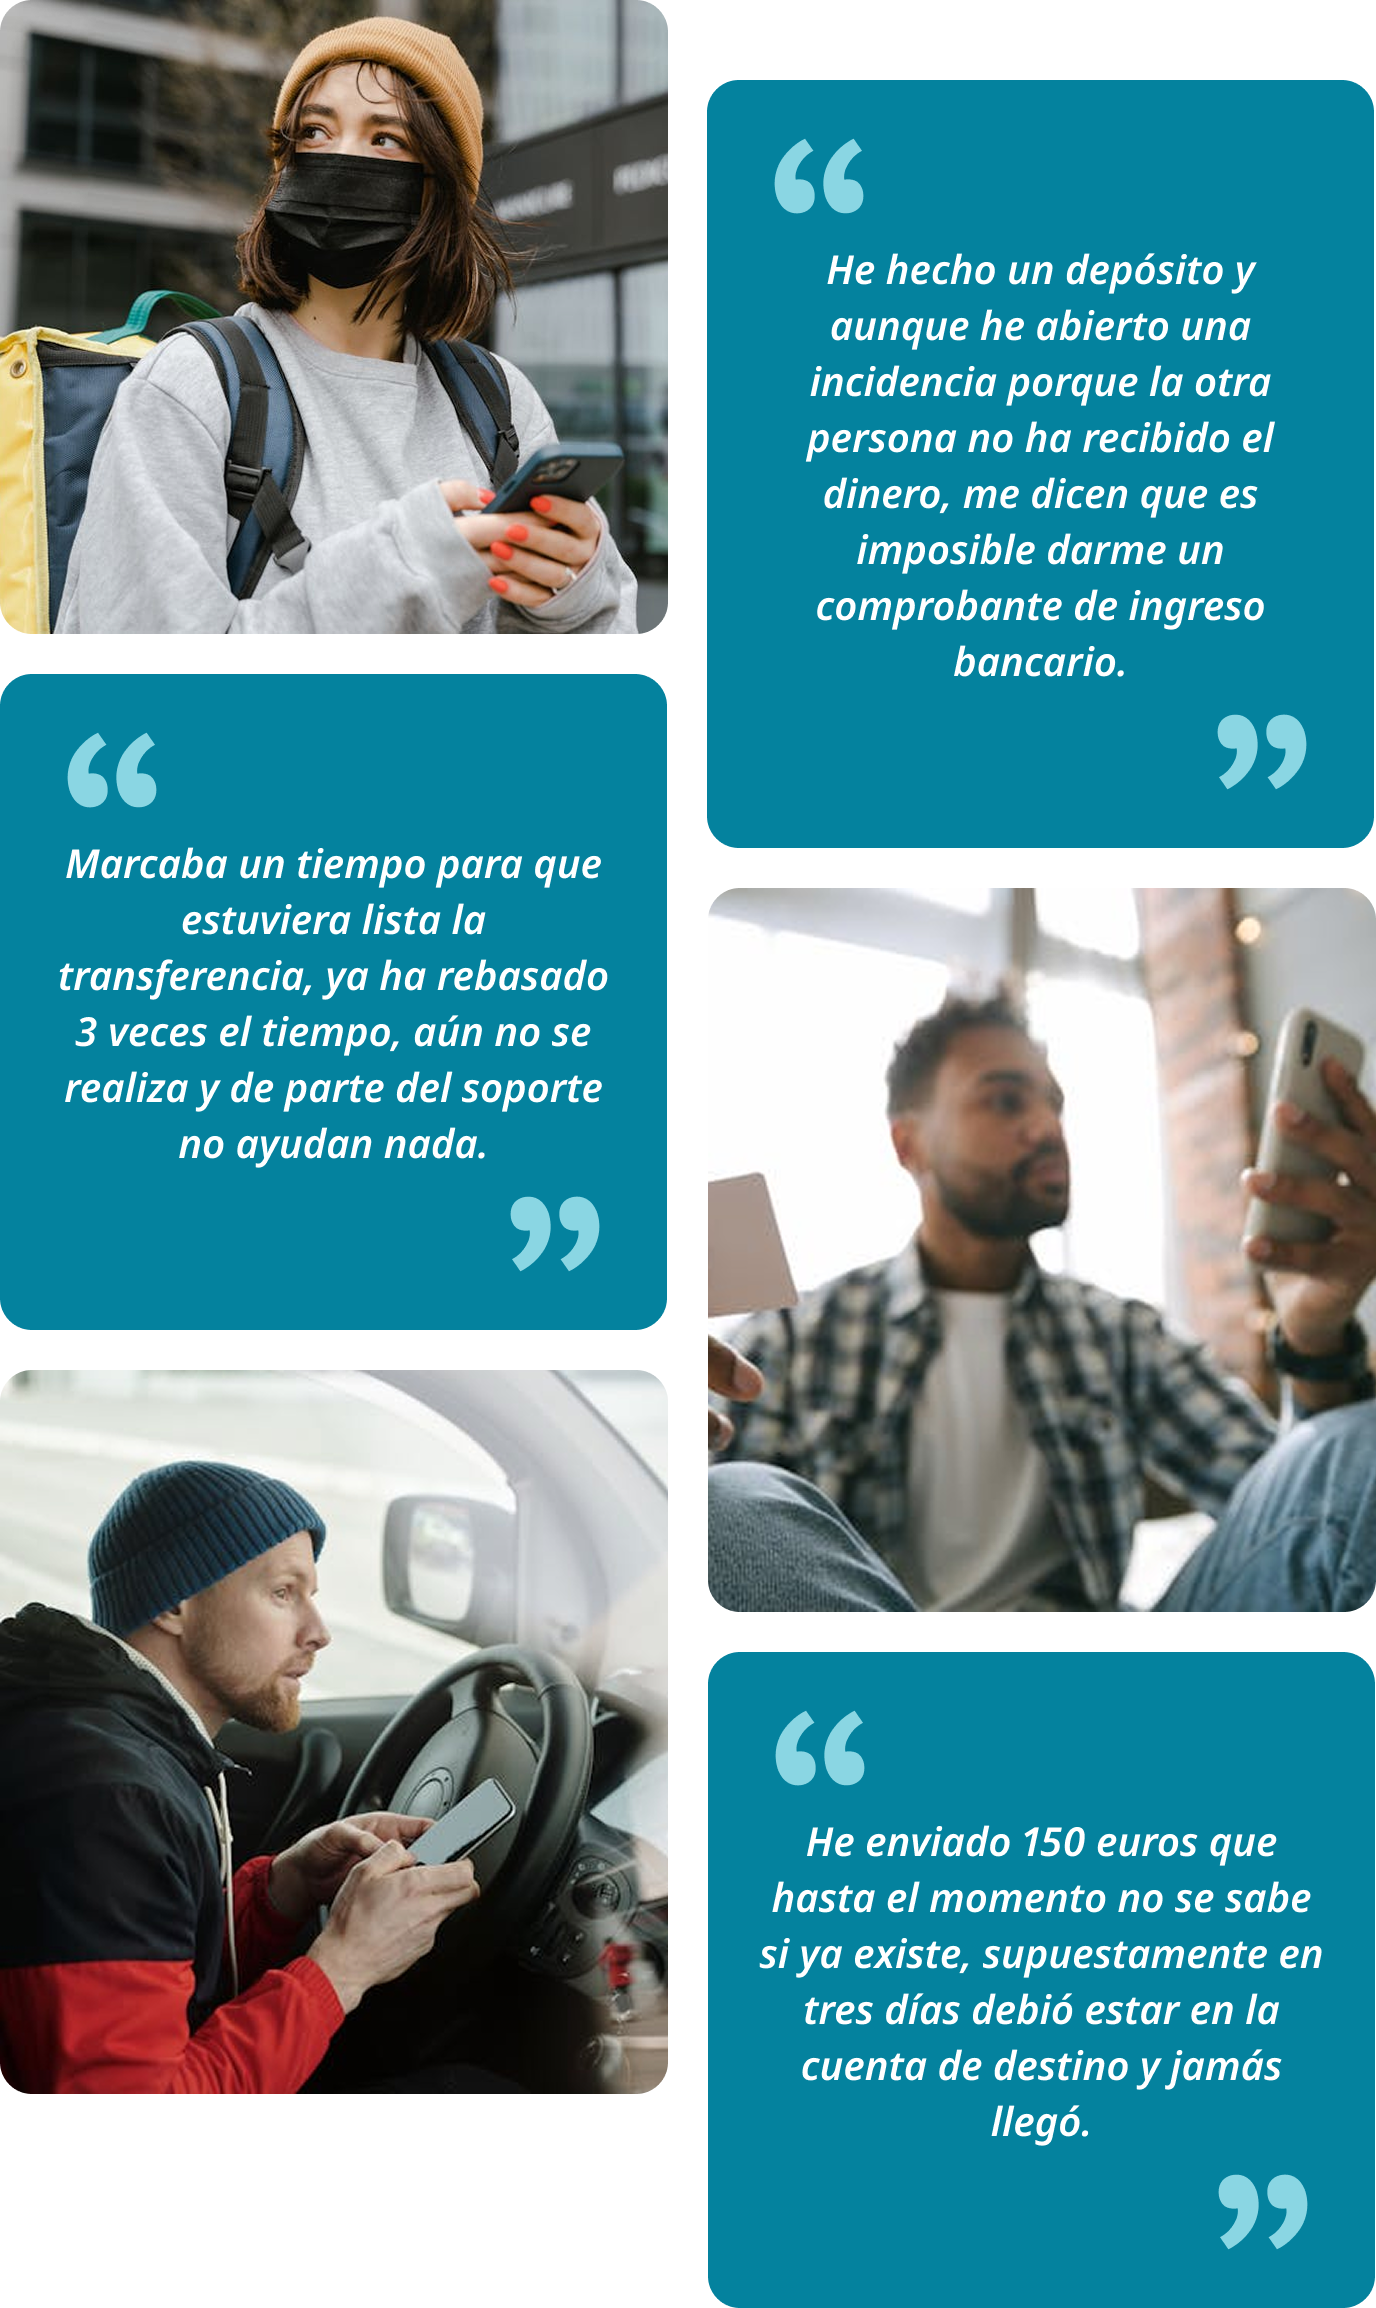 “
He hecho un depósito y
aunque he abierto una
incidencia porque la otra
persona no ha recibido el
dinero, me dicen que es
imposible darme un
comprobante de ingreso
bancario.
”
“
Marcaba un tiempo para que
estuviera lista la
transferencia, ya ha rebasado
3 veces el tiempo, aún no se
realiza y de parte del soporte
no ayudan nada.
”
“
He enviado 150 euros que
hasta el momento no se sabe
si ya existe, supuestamente en
tres días debió estar en la
cuenta de destino y jamás
llegó.
”